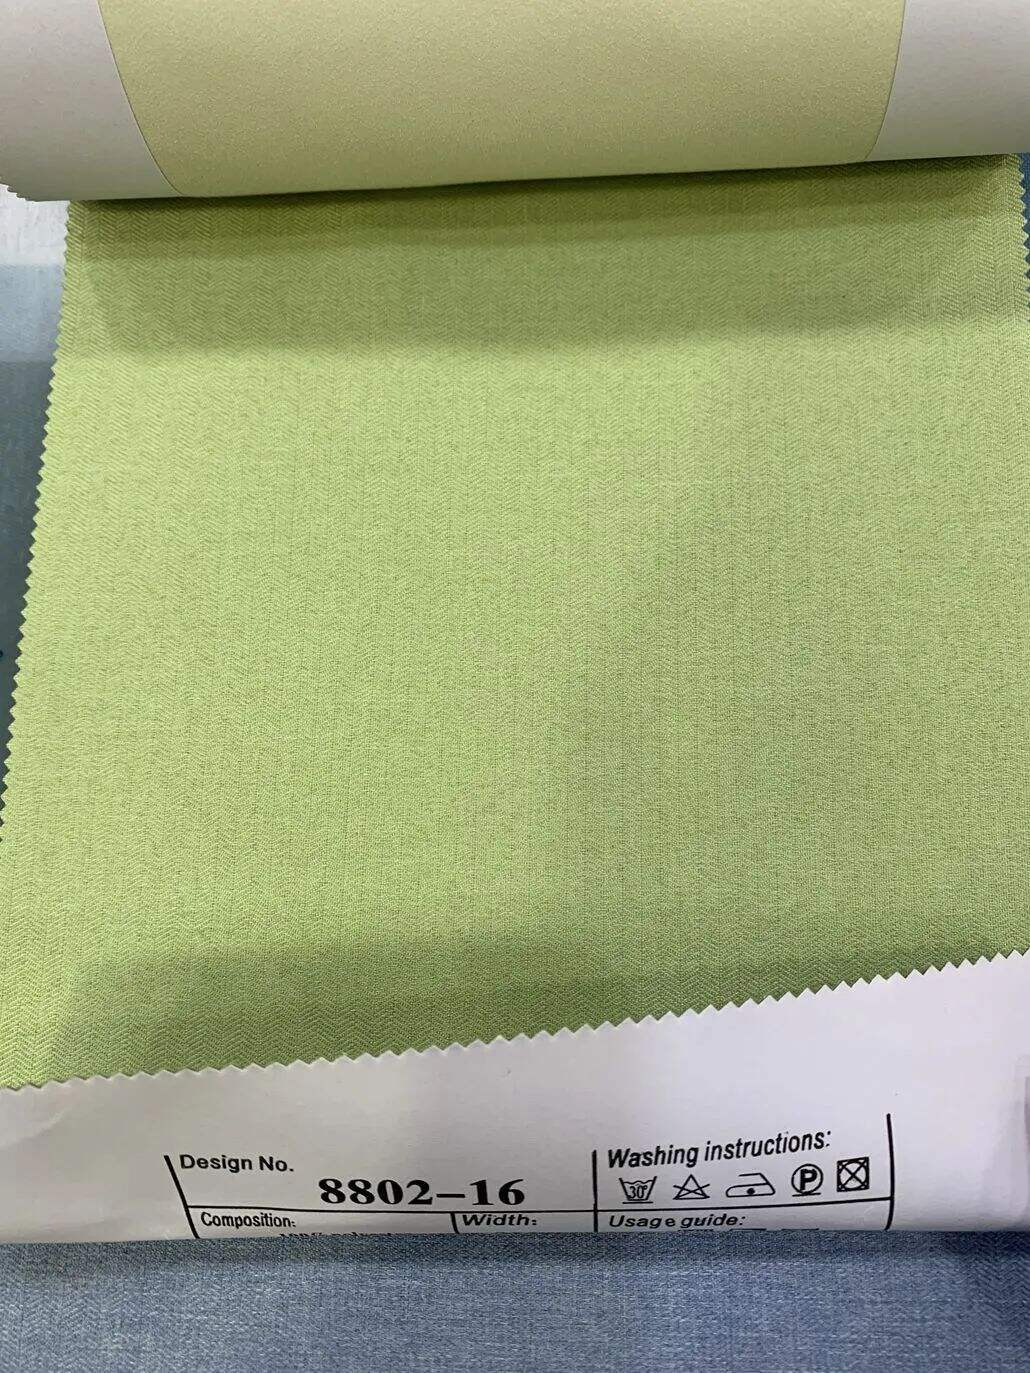 Design No.
8802-16
Washing instructions:
30°
P
Composition:
Width:
Usage guide: